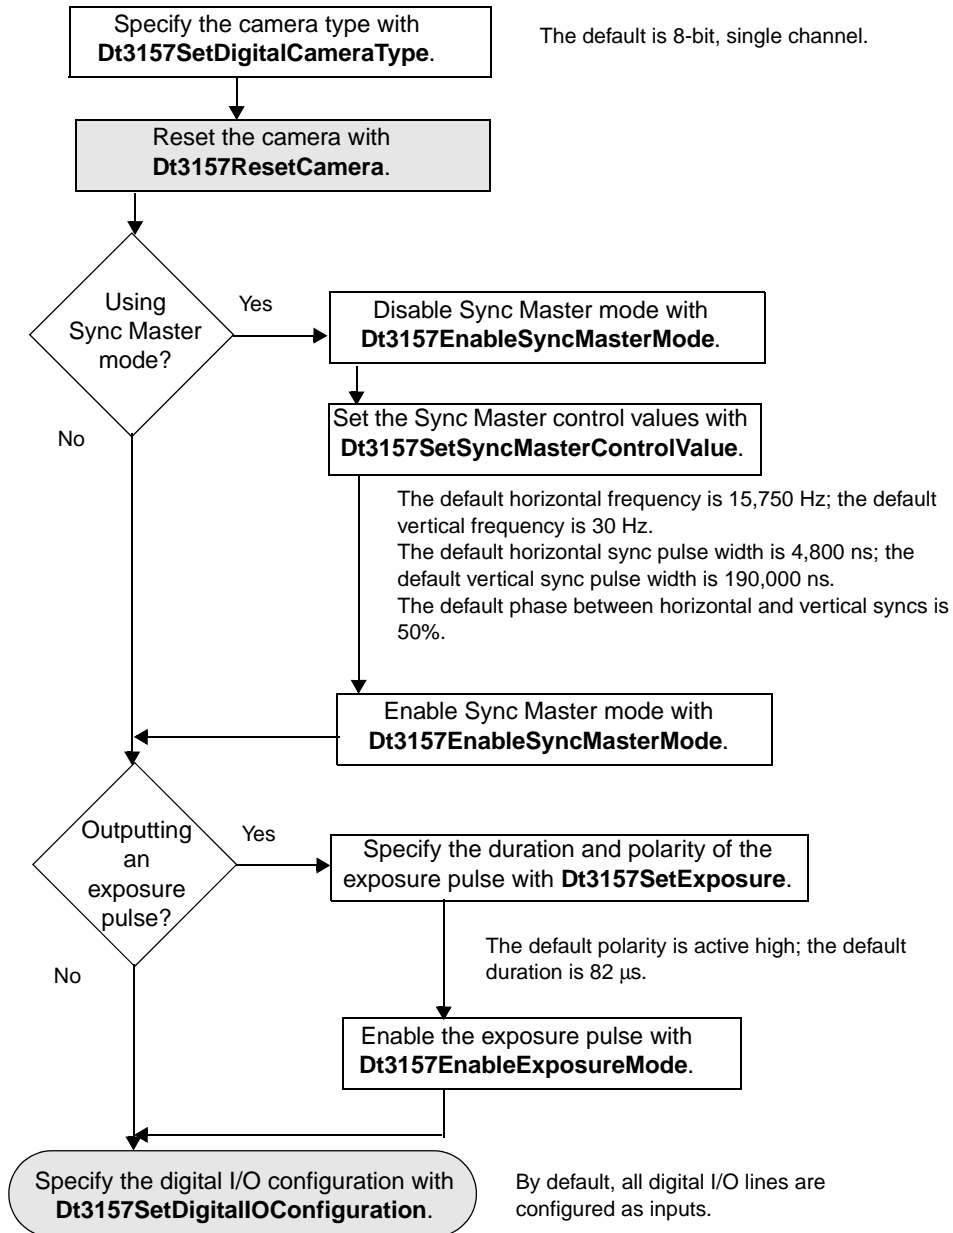 Specify the camera type with
Dt3157SetDigitalCameraType.
The default is 8-bit, single channel.
Reset the camera with
Dt3157ResetCamera.
Using
Sync Master
mode?
Yes
Disable Sync Master mode with
Dt3157EnableSyncMasterMode.
No
Set the Sync Master control values with
Dt3157SetSyncMasterControlValue.
The default horizontal frequency is 15,750 Hz; the default
vertical frequency is 30 Hz.
The default horizontal sync pulse width is 4,800 ns; the
default vertical sync pulse width is 190,000 ns.
The default phase between horizontal and vertical syncs is
50%.
Enable Sync Master mode with
Dt3157EnableSyncMasterMode.
Outputting
an
exposure
pulse?
Yes
Specify the duration and polarity of the
exposure pulse with Dt3157SetExposure.
No
The default polarity is active high; the default
duration is 82 µs.
Enable the exposure pulse with
Dt3157EnableExposureMode.
Specify the digital I/O configuration with
Dt3157SetDigitalIOConfiguration.
By default, all digital I/O lines are
configured as inputs.